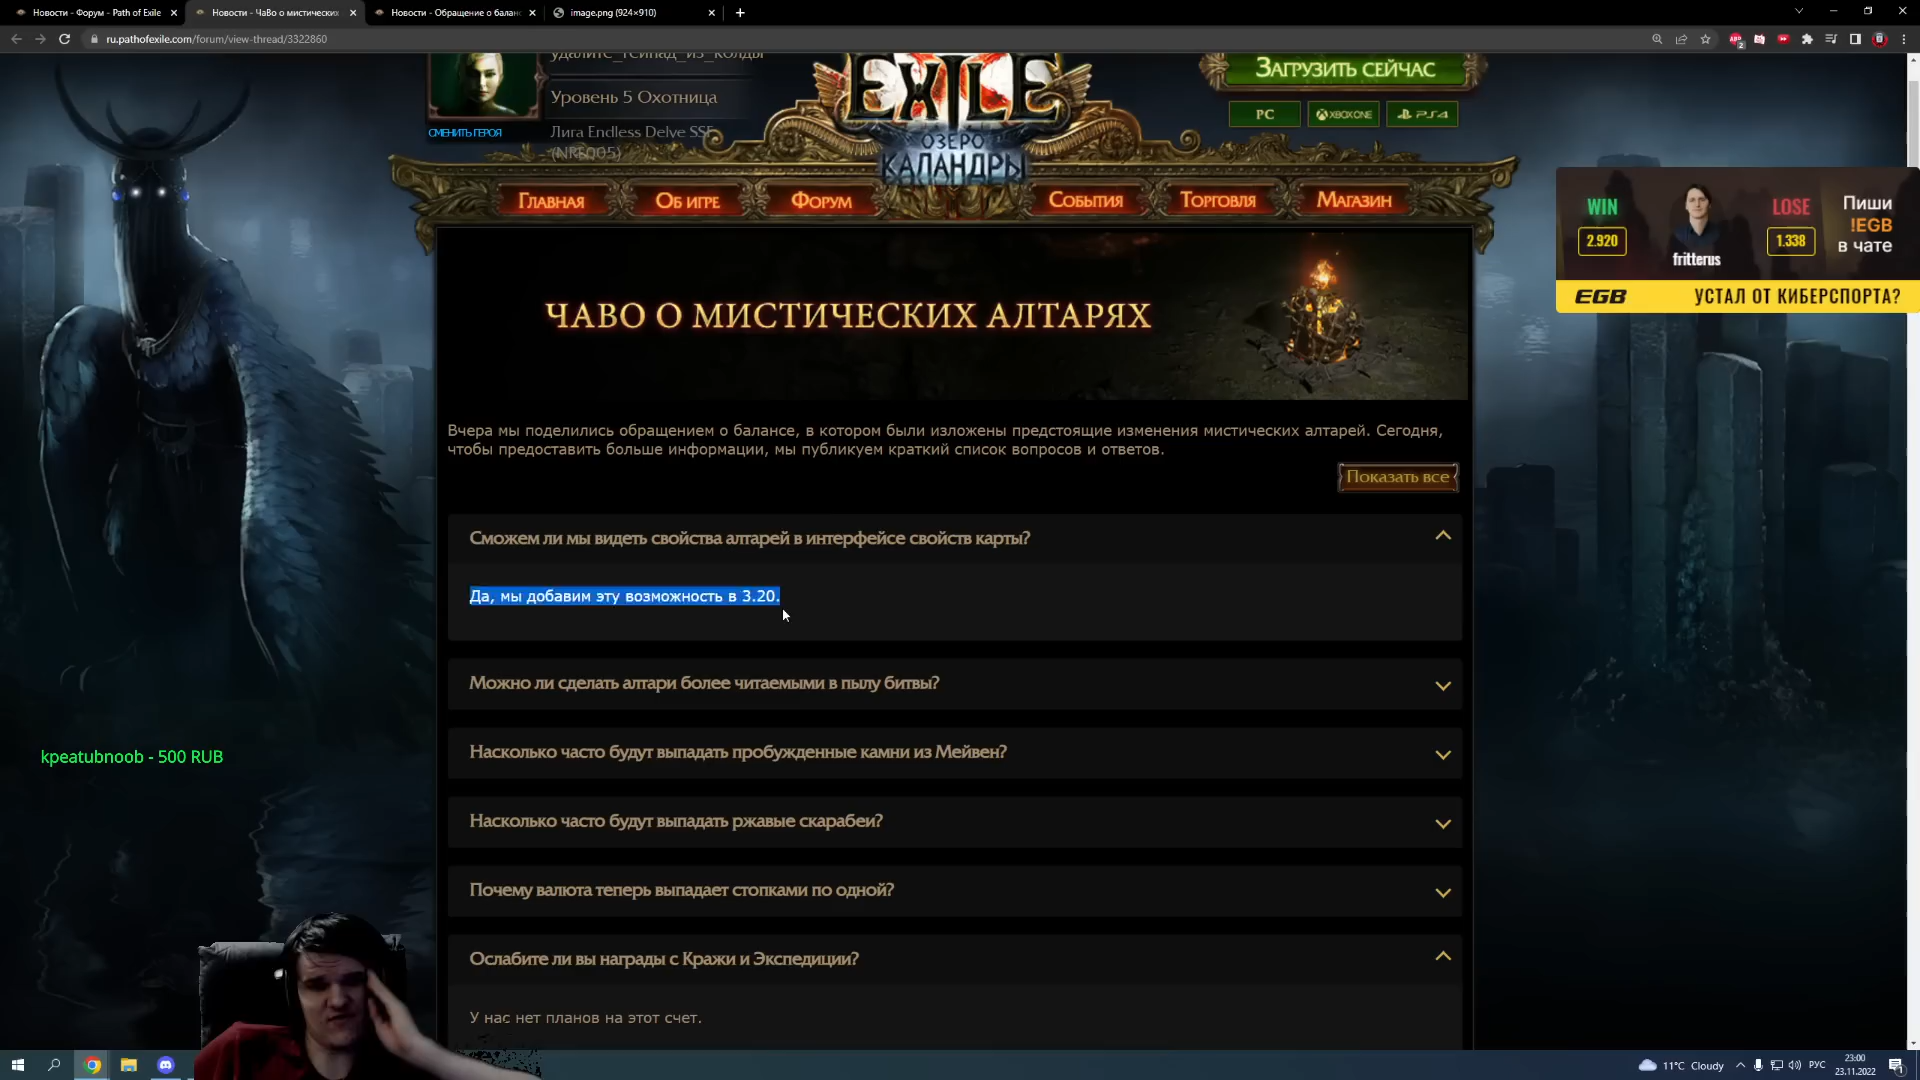 Новости - Форум - Path of Exile
Новости - ЧаВо о мистических
Новости - Обращение о балан
image.png (924×910)
ru.pathofexile.com/forum/view-thread/3322860
Уровень 5 Охотница
СМЕНИТЬ ГЕРОЯ
Лига Endless Delve SSF
(NRE005)
EXILE
ОЗЕРО
КАЛАНДРЫ
ЗАГРУЗИТЬ СЕЙЧАС
PC
XBOX ONE
PS4
ГЛАВНАЯ
ОБ ИГРЕ
ФОРУМ
СОБЫТИЯ
ТОРГОВЛЯ
МАГАЗИН
WIN
2.920
fritterus
LOSE
1.338
Пиши
!EGB
в чате
EGB
УСТАЛ ОТ КИБЕРСПОРТА?
ЧАВО О МИСТИЧЕСКИХ АЛТАРЯХ
Вчера мы поделились обращением о балансе, в котором были изложены предстоящие изменения мистических алтарей. Сегодня,
чтобы предоставить больше информации, мы публикуем краткий список вопросов и ответов.
Показать все
Сможем ли мы видеть свойства алтарей в интерфейсе свойств карты?
Да, мы добавим эту возможность в 3.20.
Можно ли сделать алтари более читаемыми в пылу битвы?
Насколько часто будут выпадать пробужденные камни из Мейвен?
kpeatubnoob - 500 RUB
Насколько часто будут выпадать ржавые скарабеи?
Почему валюта теперь выпадает стопками по одной?
Ослабите ли вы награды с Кражи и Экспедиции?
У нас нет планов на этот счет.
11°C Cloudy
РУС
23:00
23.11.2022